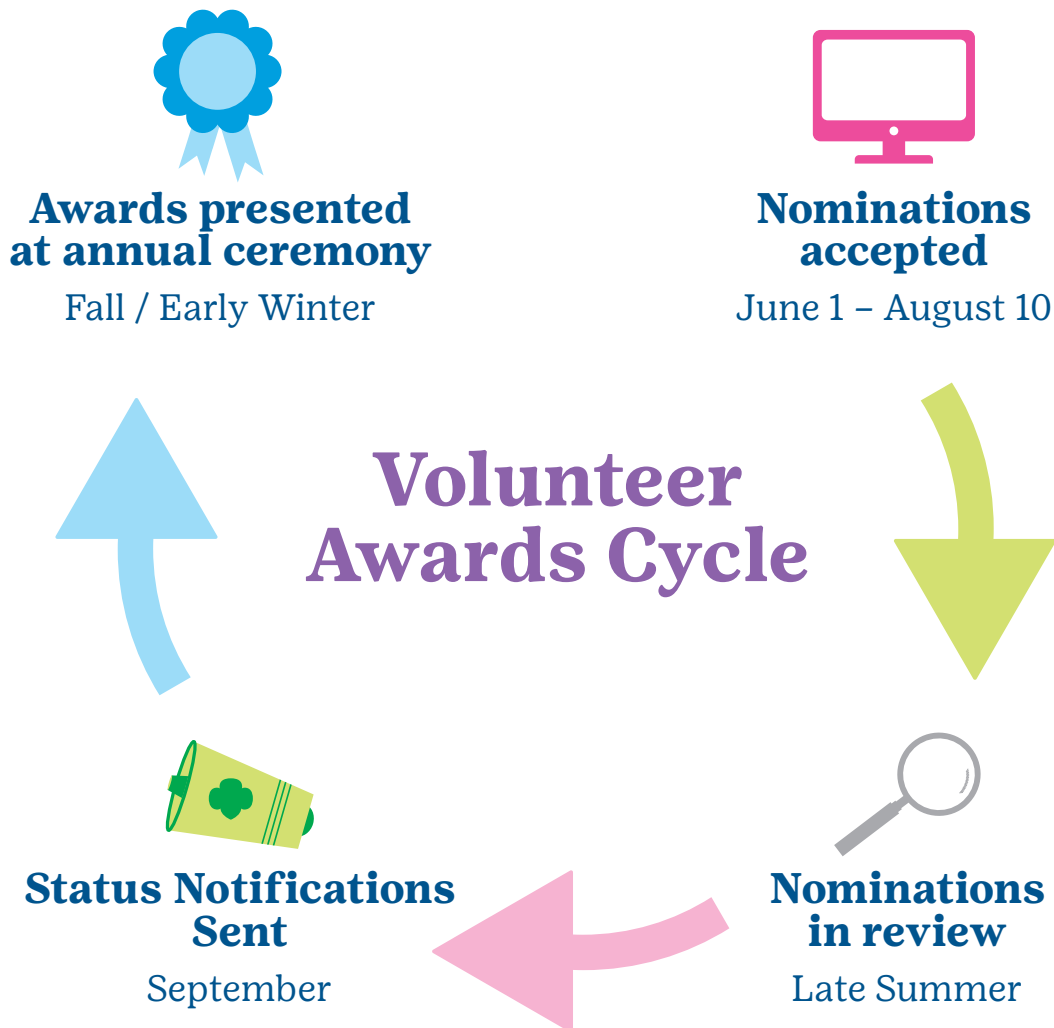 Awards presented
at annual ceremony
Fall / Early Winter
Nominations
accepted
June 1 – August 10
Volunteer
Awards Cycle
Status Notifications
Sent
September
Nominations
in review
Late Summer